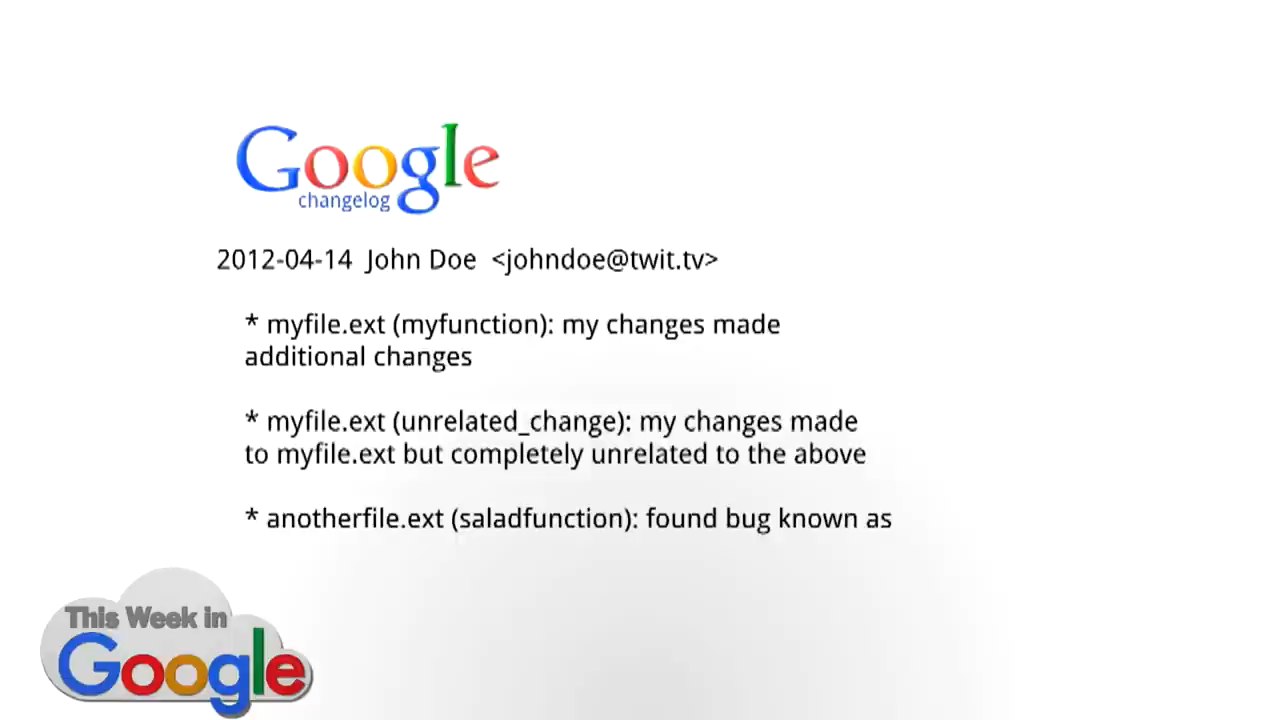 Google
changelog
2012-04-14 John Doe <johndoe@twit.tv>
* myfile.ext (myfunction): my changes made
additional changes
* myfile.ext (unrelated_change): my changes made
to myfile.ext but completely unrelated to the above
* anotherfile.ext (saladfunction): found bug known as
This Week in
Google